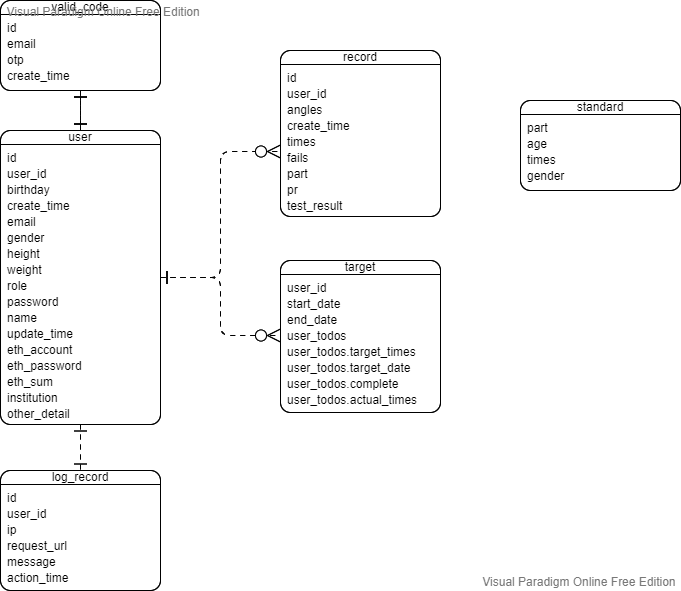 Visual Paradigm Online Free Edition
valid_code
id
email
otp
create_time
user
id
user_id
birthday
create_time
email
gender
height
weight
role
password
name
update_time
eth_account
eth_password
eth_sum
institution
other_detail
log_record
id
user_id
ip
request_url
message
action_time
record
id
user_id
angles
create_time
times
fails
part
pr
test_result
target
user_id
start_date
end_date
user_todos
user_todos.target_times
user_todos.target_date
user_todos.complete
user_todos.actual_times
standard
part
age
times
gender
Visual Paradigm Online Free Edition